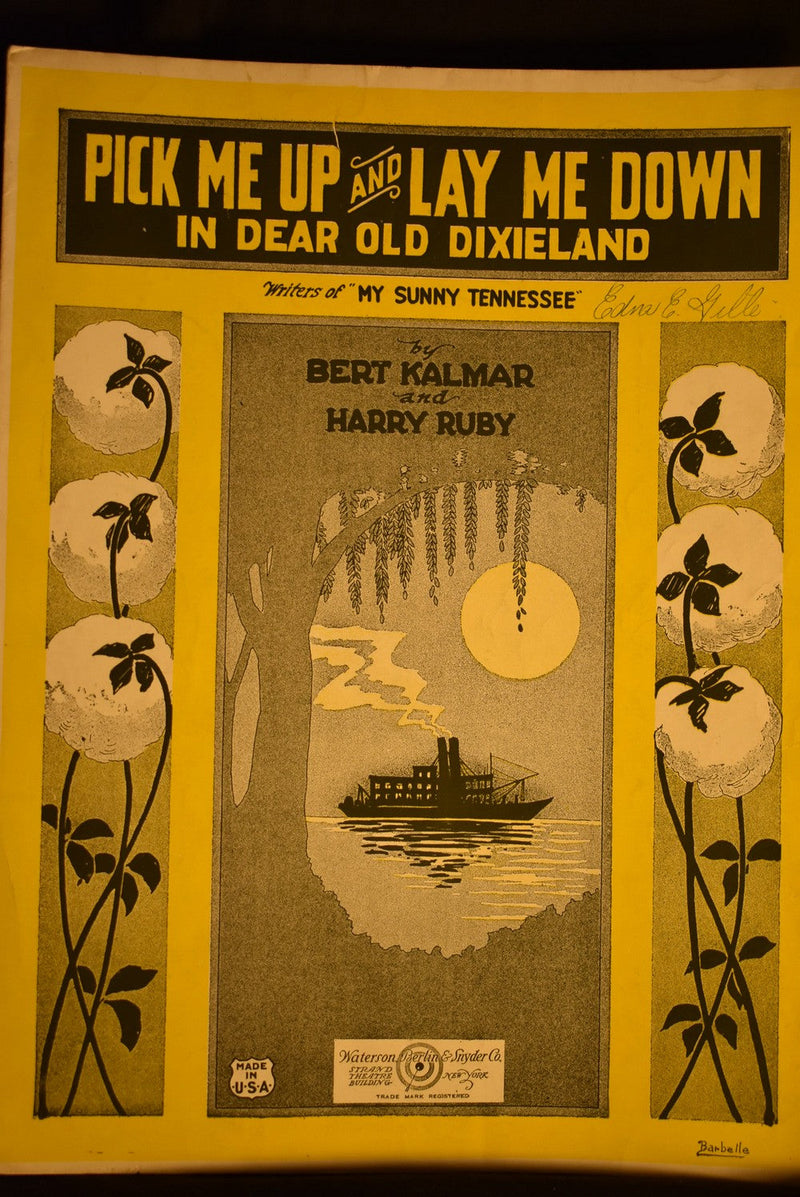 PICK ME UP AND LAY ME DOWN
IN DEAR OLD DIXIELAND
Writers of "MY SUNNY TENNESSEE"
Edna E. Gille
by
BERT KALMAR
and
HARRY RUBY
MADE
IN
U·S·A·
Waterson Berlin & Snyder Co.
STRAND
THEATRE
BUILDING
NEW YORK
TRADE MARK REGISTERED
Barbelle